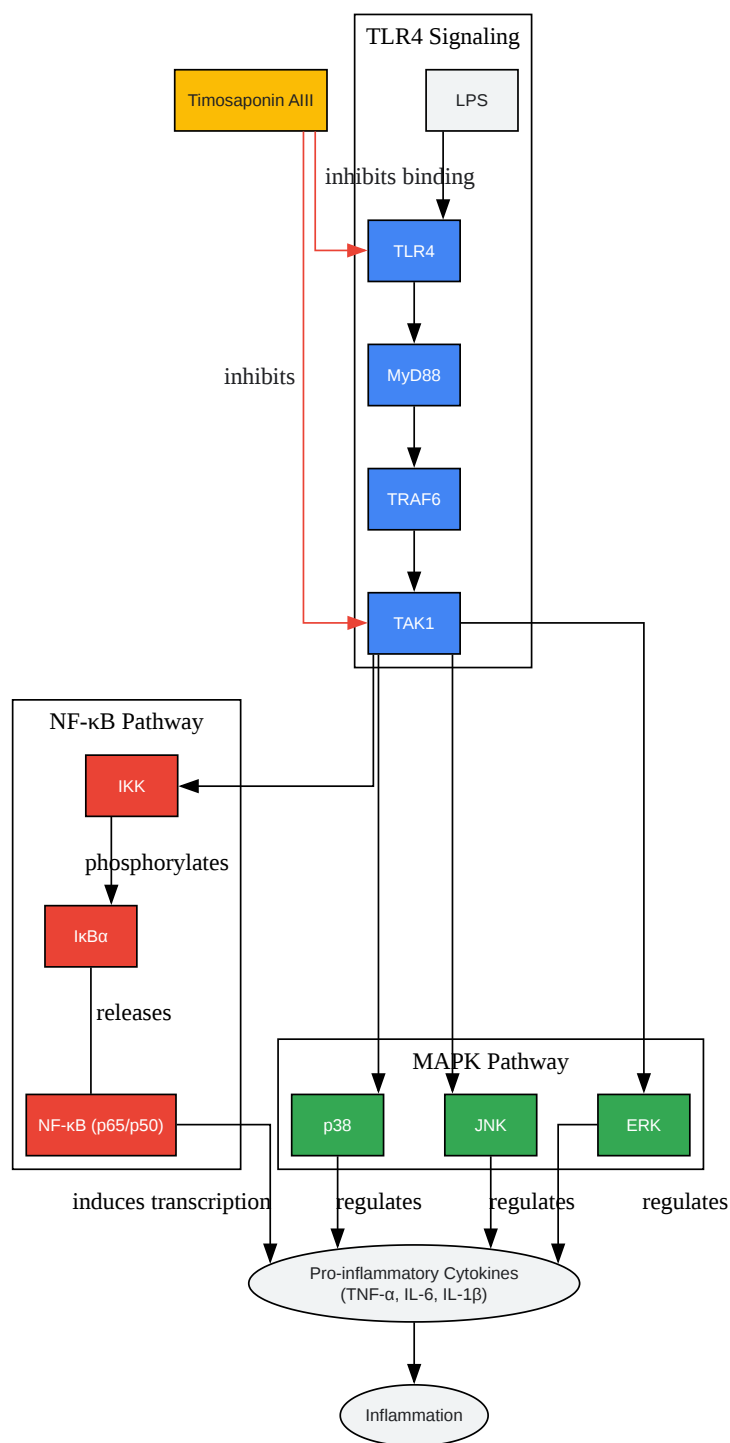 TLR4 Signaling
Timosaponin AIII
LPS
inhibits binding
TLR4
inhibits
MyD88
TRAF6
TAK1
NF-κB Pathway
IKK
phosphorylates
IκBα
releases
MAPK Pathway
NF-κB (p65/p50)
p38
JNK
ERK
induces transcription
regulates
regulates
regulates
Pro-inflammatory Cytokines
(TNF-α, IL-6, IL-1β)
Inflammation